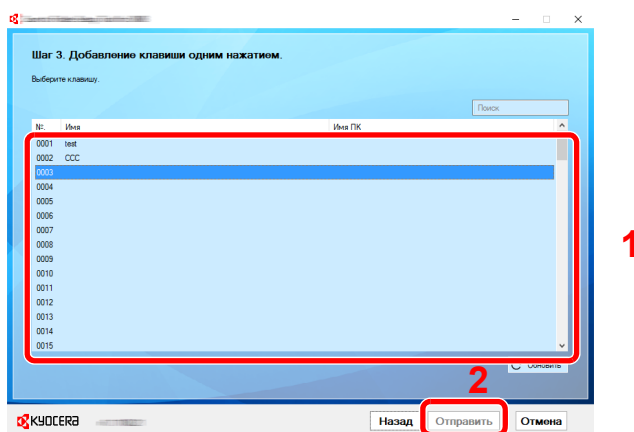 Шаг 3. Добавление клавиши одним нажатием.
Выберите клавишу.
Поиск
№. Имя Имя ПК
0001 test
0002 CCC
0003
0004
0005
0006
0007
0008
0009
0010
0011
0012
0013
0014
0015
1
Обновить
2
KYOCERA Назад Отправить Отмена